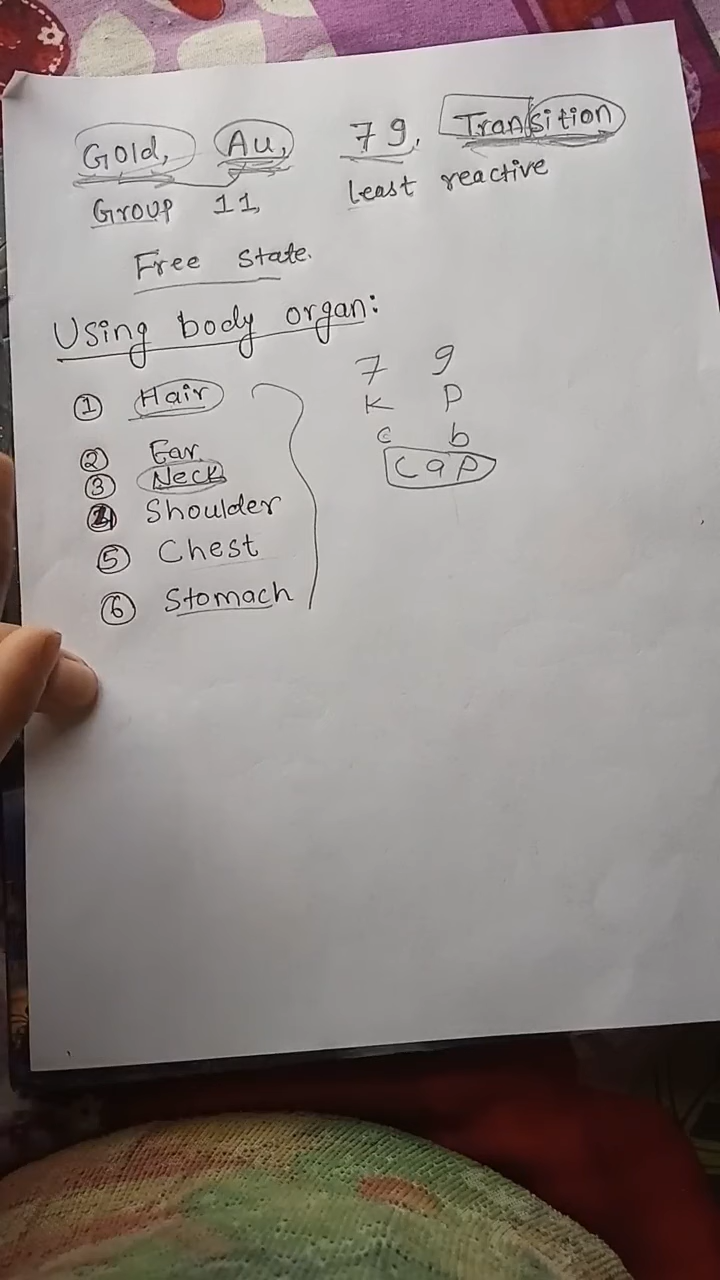 Gold, Au, 79, Transition
Group 11, least reactive
Free state.
Using body organ:
① Hair
② Ear
③ Neck
④ Shoulder
⑤ Chest
⑥ Stomach
7 9
K P
c b
CaP